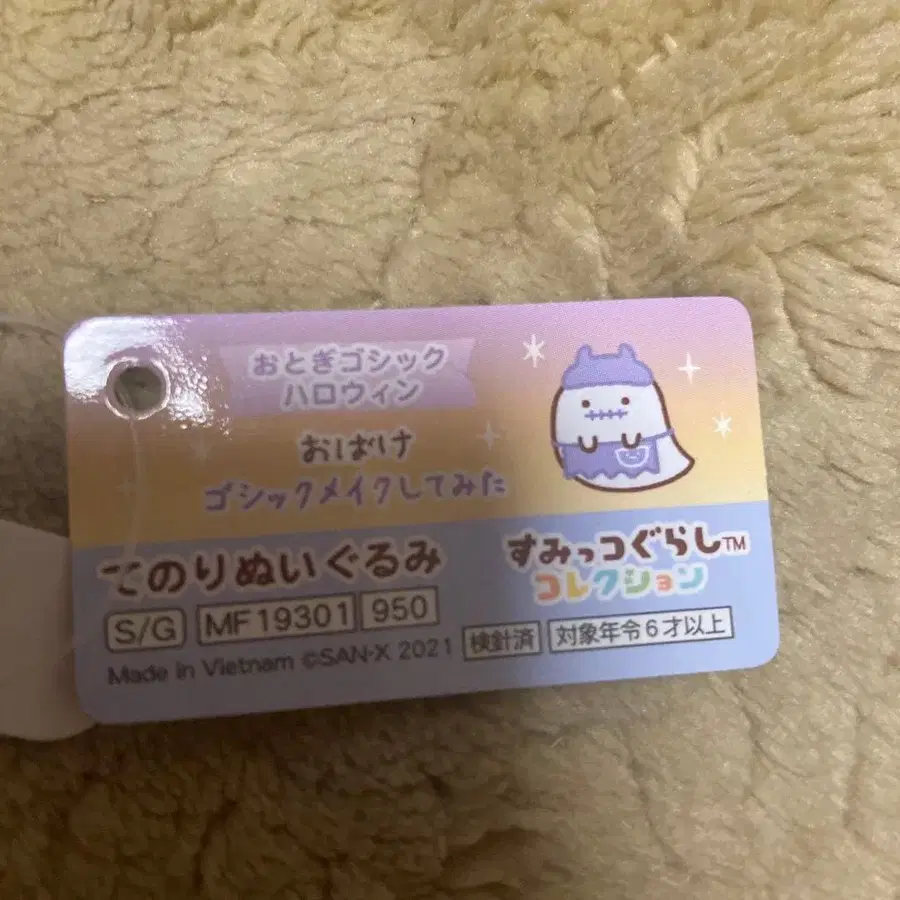 おとぎゴシック
ハロウィン
おばけ
ゴシックメイクしてみた
てのりぬいぐるみ
すみっコぐらし™
コレクション
S/G MF19301 950
検針済 対象年令6才以上
Made in Vietnam ©SAN-X 2021